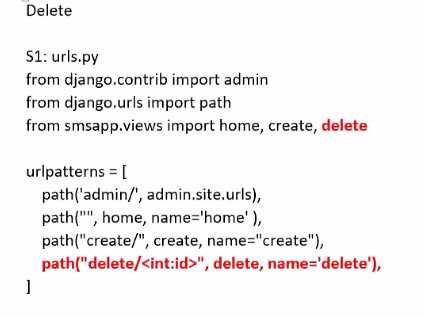 Delete
S1: urls.py
from django.contrib import admin
from django.urls import path
from smsapp.views import home, create, delete
urlpatterns = [
path('admin/', admin.site.urls),
path("", home, name='home' ),
path("create/", create, name="create"),
path("delete/<int:id>", delete, name='delete'),
]